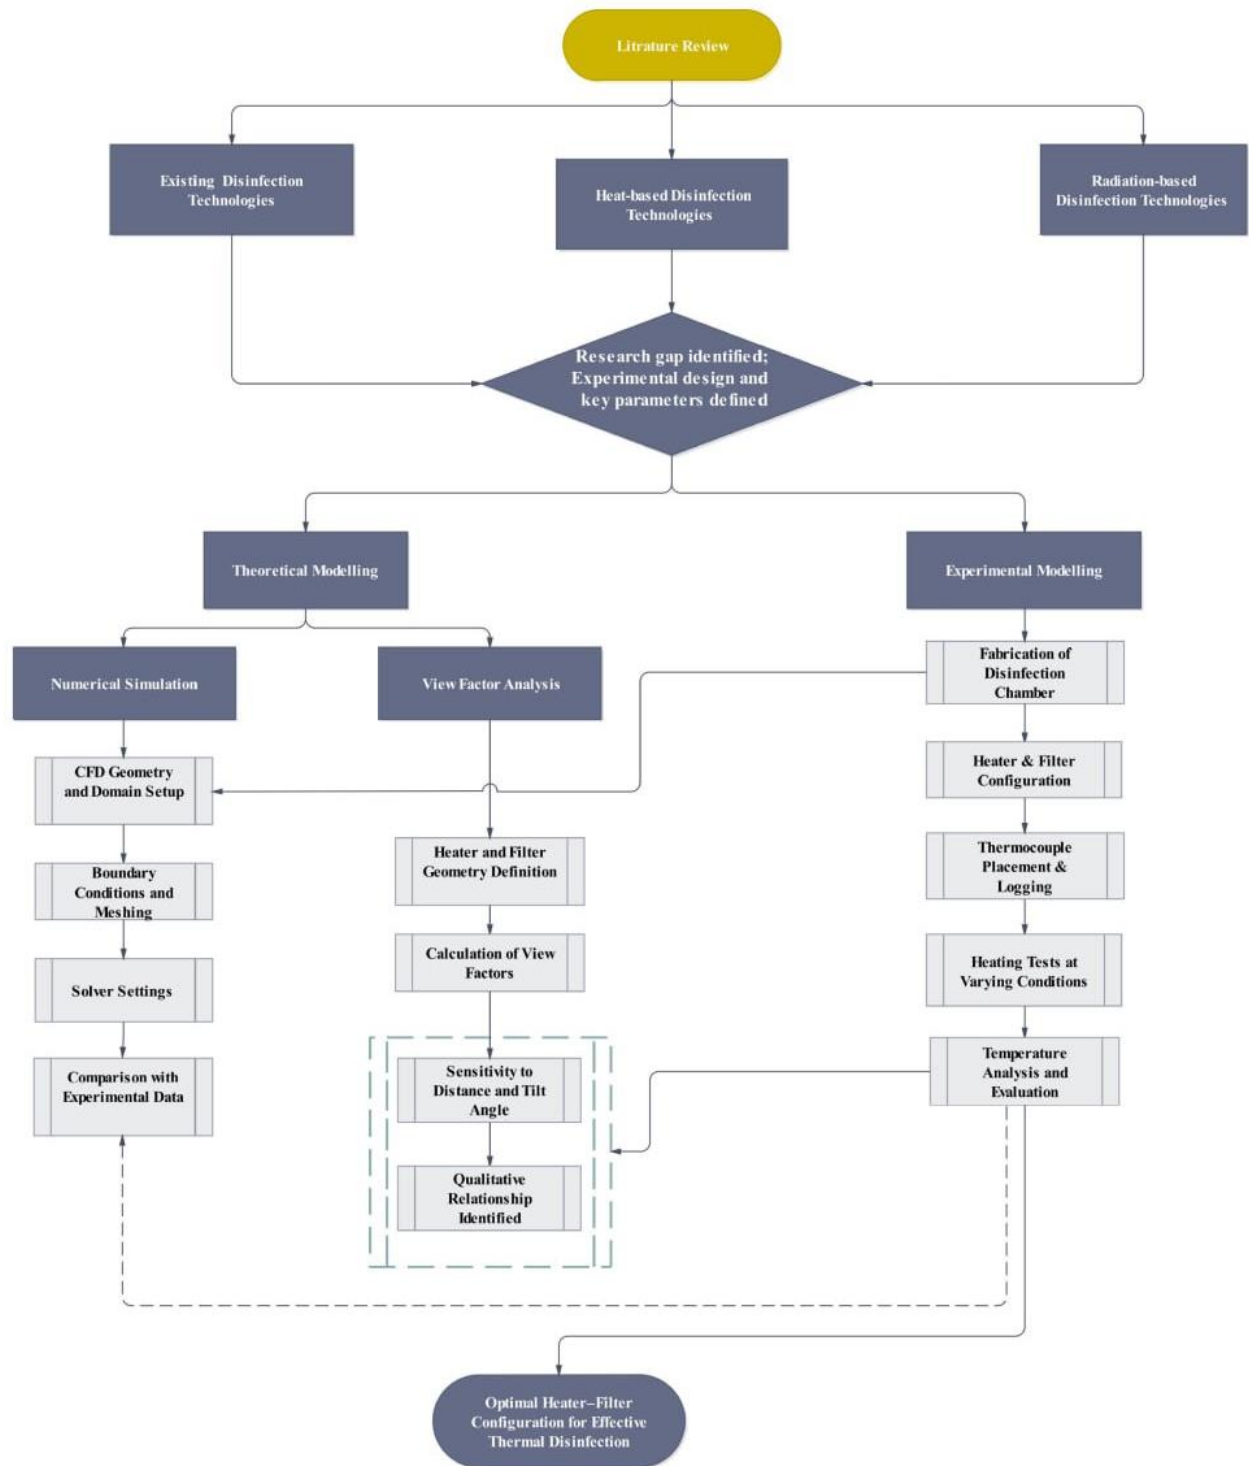 Litrature Review
Existing Disinfection
Technologies
Heat-based Disinfection
Technologies
Radiation-based
Disinfection Technologies
Research gap identified;
Experimental design and
key parameters defined
Theoretical Modelling
Experimental Modelling
Numerical Simulation
View Factor Analysis
Fabrication of
Disinfection
Chamber
CFD Geometry
and Domain Setup
Heater & Filter
Configuration
Heater and Filter
Geometry Definition
Thermocouple
Placement &
Logging
Boundary
Conditions and
Meshing
Calculation of View
Factors
Heating Tests at
Varying Conditions
Solver Settings
Comparison with
Experimental Data
Sensitivity to
Distance and Tilt
Angle
Temperature
Analysis and
Evaluation
Qualitative
Relationship
Identified
Optimal Heater–Filter
Configuration for Effective
Thermal Disinfection